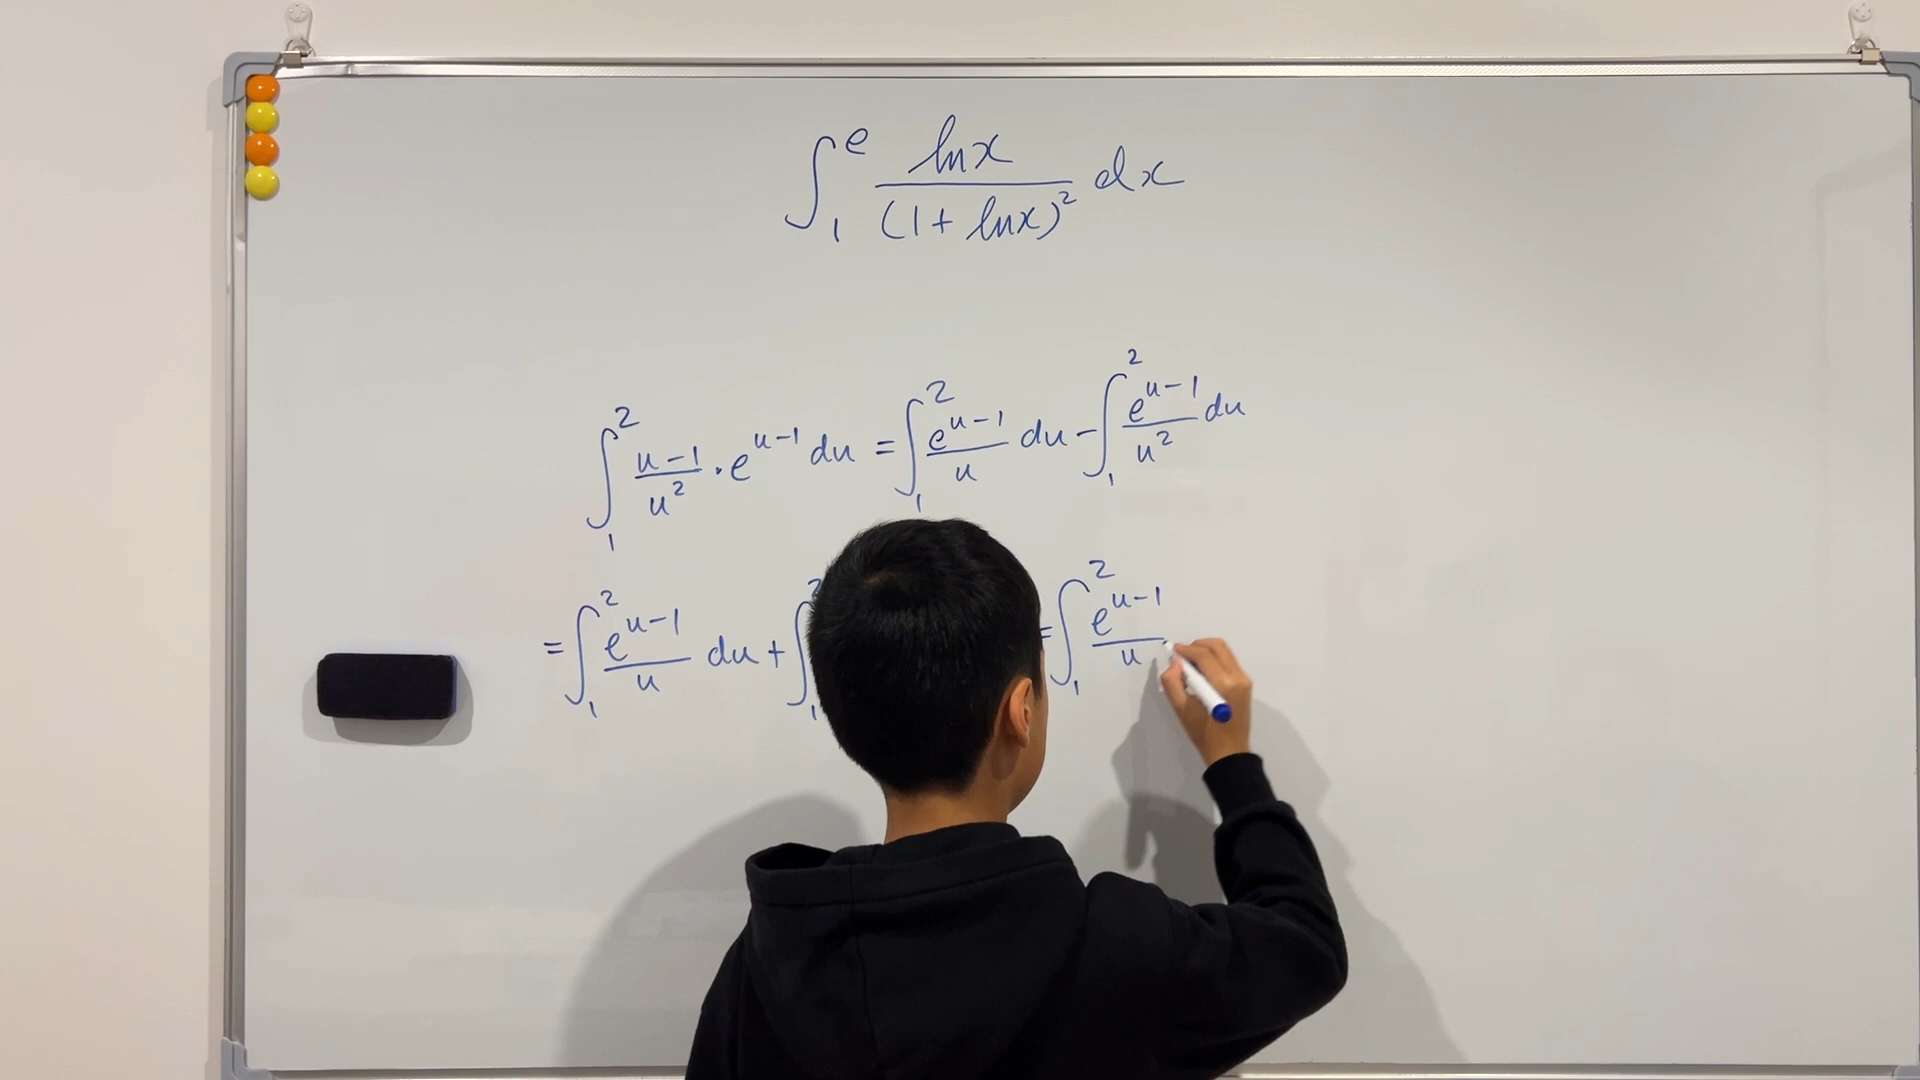 ∫₁ᵉ lnx/(1 + lnx)² dx
∫₁² (u-1)/u² · e^(u-1) du = ∫₁² e^(u-1)/u du - ∫₁² e^(u-1)/u² du
= ∫₁² e^(u-1)/u du + ∫₁² = ∫₁² e^(u-1)/u